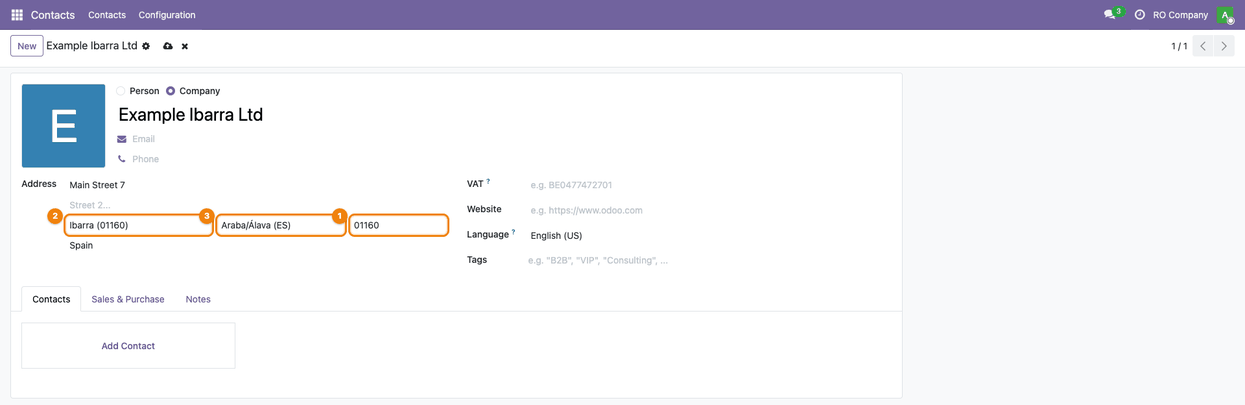 Contacts Contacts Configuration 3 RO Company A
New Example Ibarra Ltd 1 / 1
E
Person Company
Example Ibarra Ltd
Email
Phone
Address Main Street 7
Street 2...
2 Ibarra (01160) 3 Araba/Álava (ES) 1 01160
Spain
VAT ? e.g. BE0477472701
Website e.g. https://www.odoo.com
Language ? English (US)
Tags e.g. "B2B", "VIP", "Consulting", ...
Contacts Sales & Purchase Notes
Add Contact